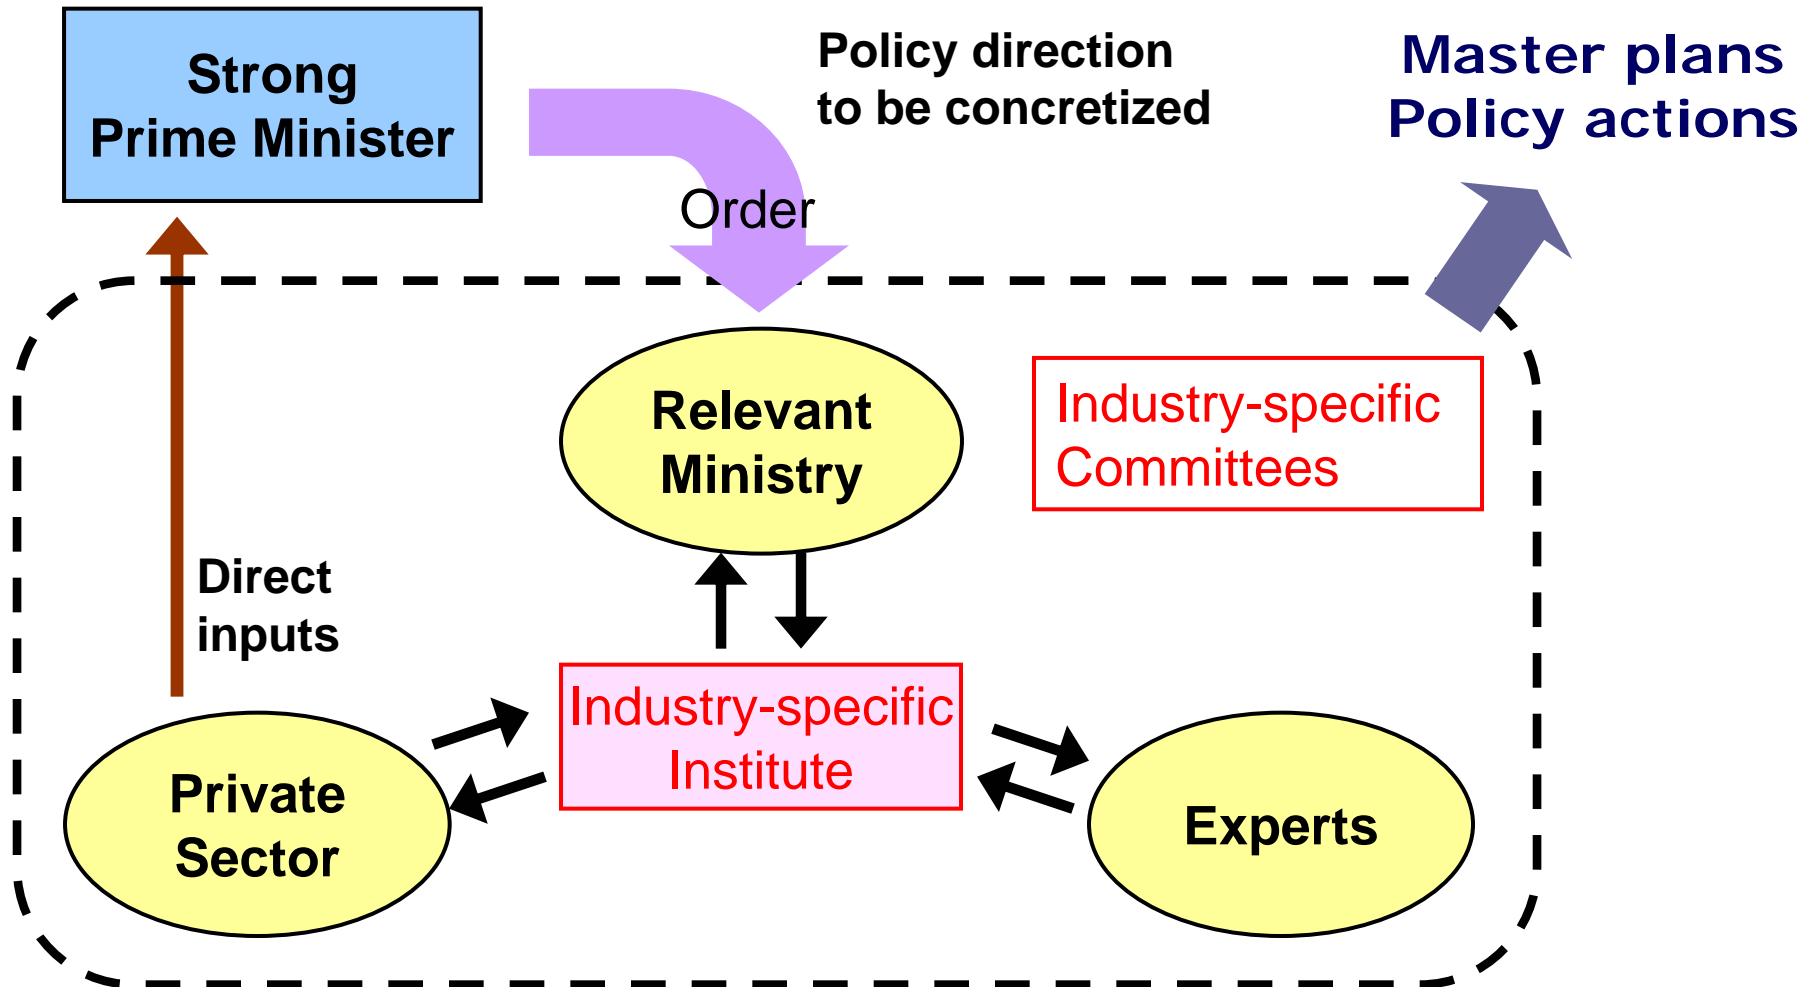 Strong
Prime Minister
Policy direction
to be concretized
Master plans
Policy actions
Order
Relevant
Ministry
Industry-specific
Committees
Direct
inputs
Industry-specific
Institute
Private
Sector
Experts